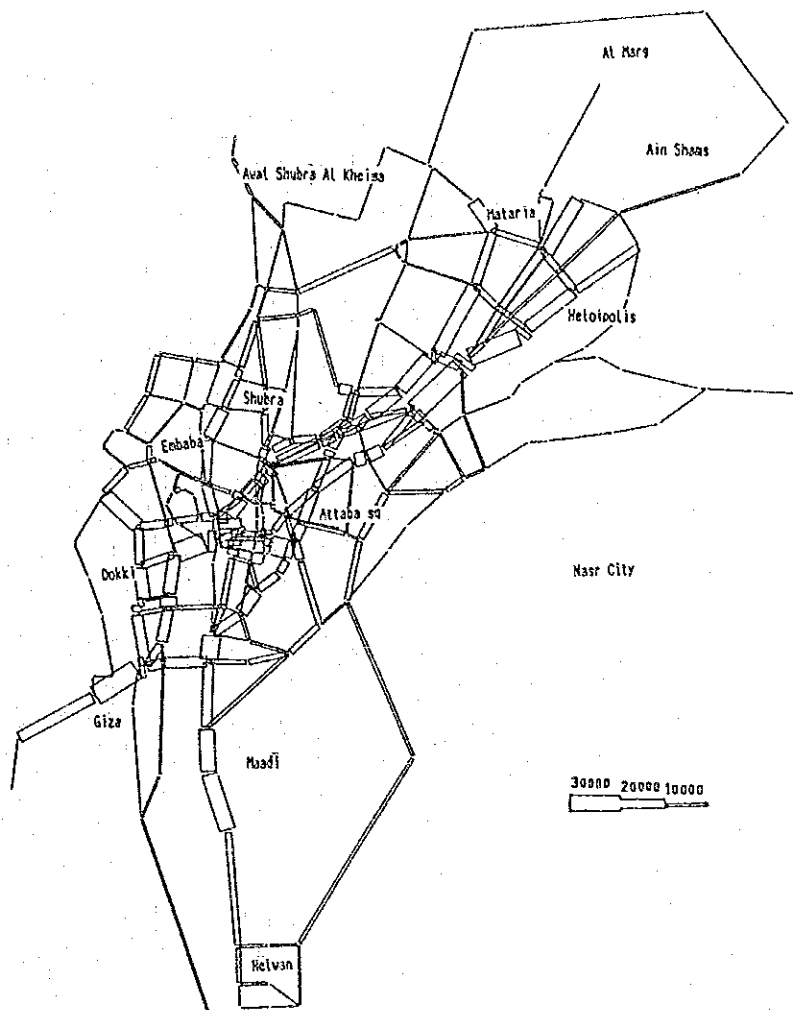 Al Marg
Ain Shams
Awal Shubra Al Kheima
Mataria
Heloipolis
Shubra
Embaba
Attaba sq
Dokki
Nasr City
Giza
Maadi
30000 20000 10000
Helwan